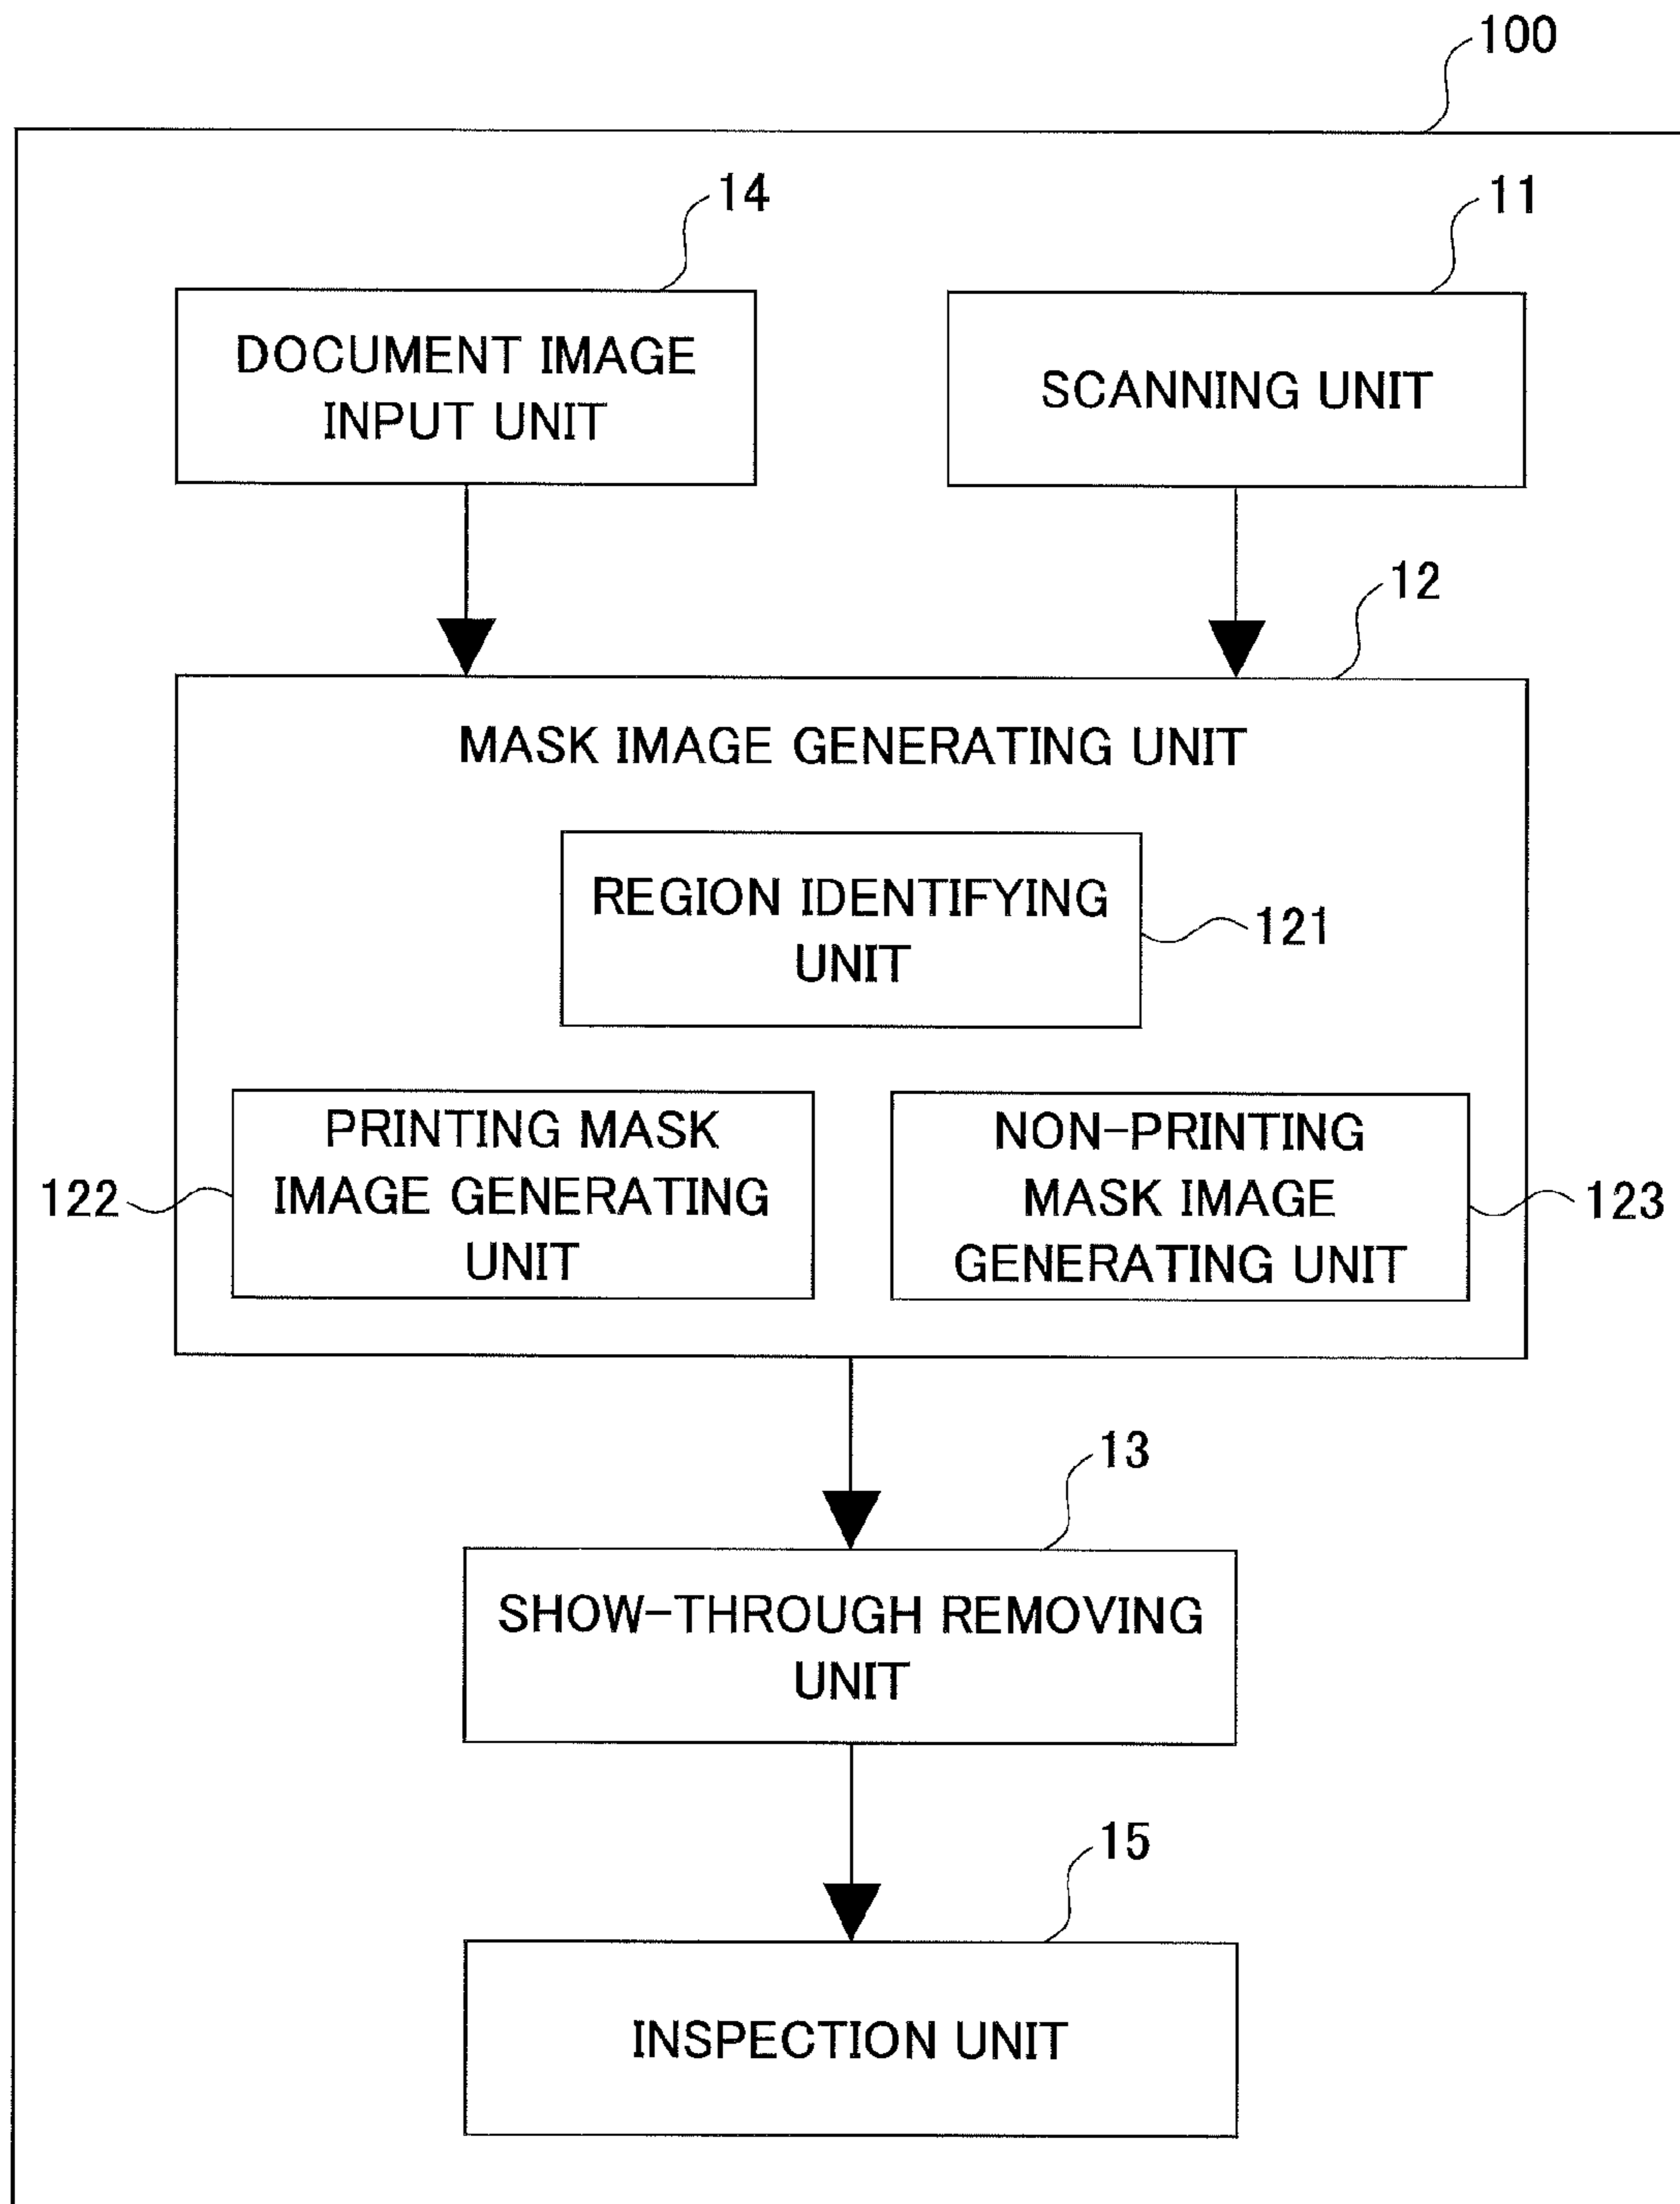 100
14
11
DOCUMENT IMAGE
INPUT UNIT
SCANNING UNIT
12
MASK IMAGE GENERATING UNIT
REGION IDENTIFYING
UNIT
121
PRINTING MASK
IMAGE GENERATING
UNIT
122
NON-PRINTING
MASK IMAGE
GENERATING UNIT
123
13
SHOW-THROUGH REMOVING
UNIT
15
INSPECTION UNIT